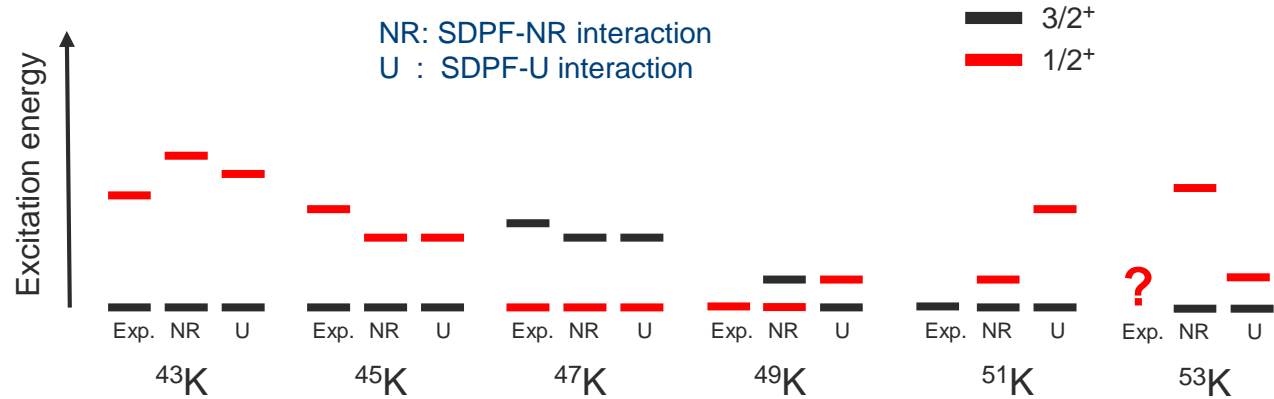 NR: SDPF-NR interaction
U : SDPF-U interaction
3/2⁺
1/2⁺
Excitation energy
?
Exp. NR U
Exp. NR U
Exp. NR U
Exp. NR U
Exp. NR U
Exp NR U
⁴³K
⁴⁵K
⁴⁷K
⁴⁹K
⁵¹K
⁵³K